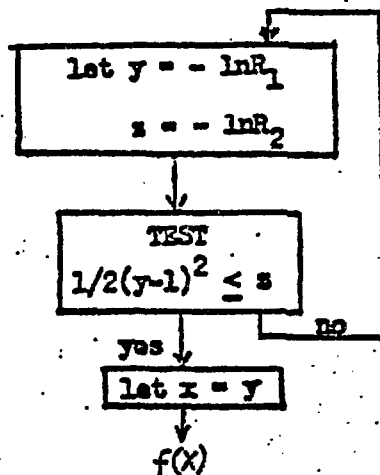 let y = - lnR₁
z = - lnR₂
TEST
1/2(y-1)² ≤ z
no
yes
let x = y
f(X)